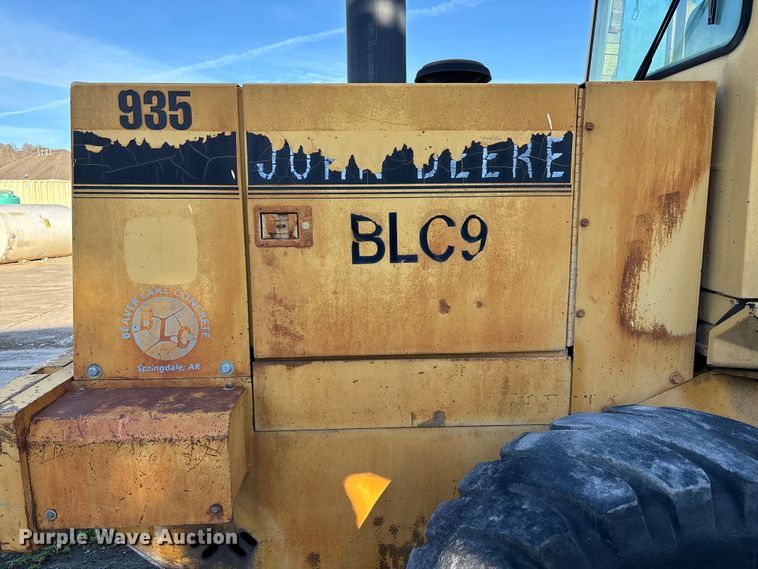 935
JOHN DEERE
BLC9
BEAVER LAKE CONCRETE
BLC
Springdale, AR
Purple Wave Auction